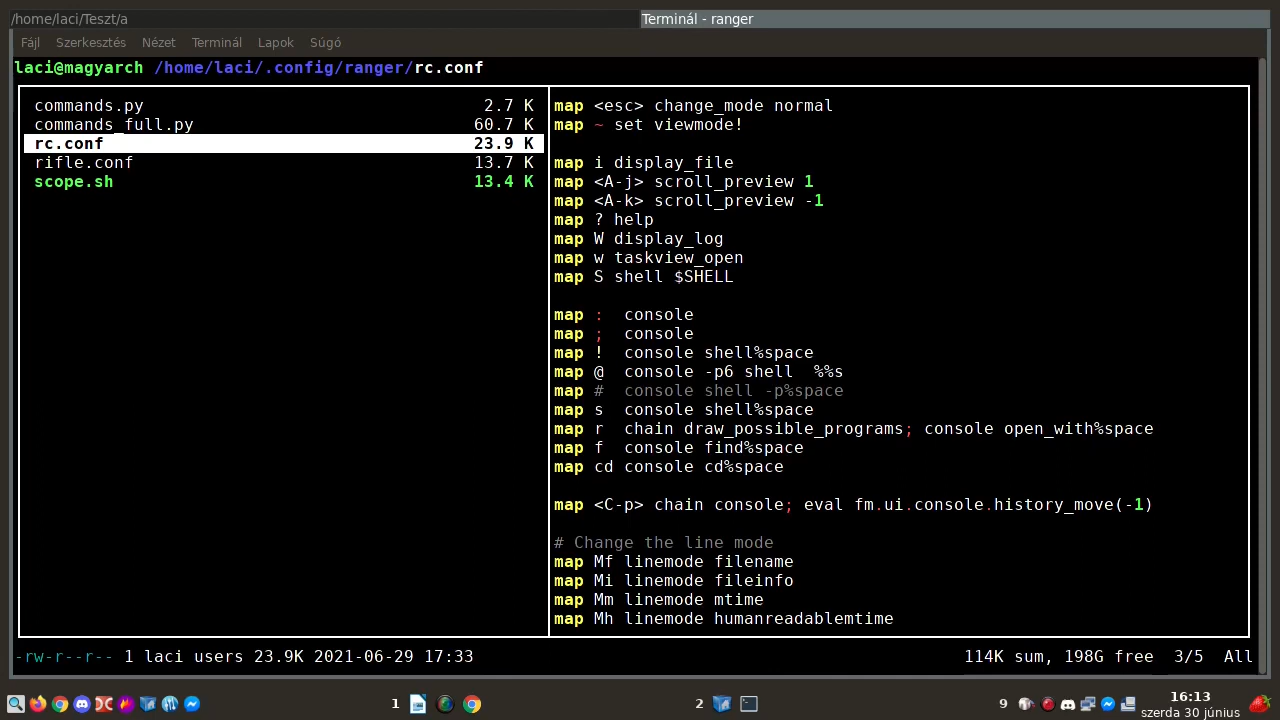 /home/laci/Teszt/a
Terminál - ranger
Fájl Szerkesztés Nézet Terminál Lapok Súgó
laci@magyarch /home/laci/.config/ranger/rc.conf
commands.py 2.7 K
commands_full.py 60.7 K
rc.conf 23.9 K
rifle.conf 13.7 K
scope.sh 13.4 K
map <esc> change_mode normal
map ~ set viewmode!
map i display_file
map <A-j> scroll_preview 1
map <A-k> scroll_preview -1
map ? help
map W display_log
map w taskview_open
map S shell $SHELL
map :  console
map ;  console
map !  console shell%space
map @  console -p6 shell  %%s
map #  console shell -p%space
map s  console shell%space
map r  chain draw_possible_programs; console open_with%space
map f  console find%space
map cd console cd%space
map <C-p> chain console; eval fm.ui.console.history_move(-1)
# Change the line mode
map Mf linemode filename
map Mi linemode fileinfo
map Mm linemode mtime
map Mh linemode humanreadablemtime
-rw-r--r-- 1 laci users 23.9K 2021-06-29 17:33
114K sum, 198G free  3/5  All
1
2
9
16:13
szerda 30 június